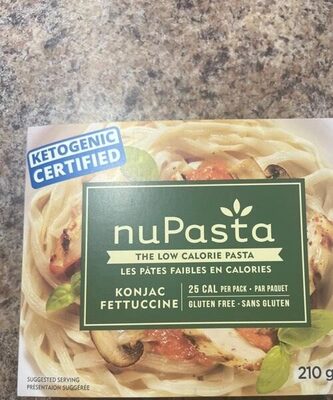 KETOGENIC
CERTIFIED
nuPasta
THE LOW CALORIE PASTA
LES PÂTES FAIBLES EN CALORIES
KONJAC
FETTUCCINE
25 CAL PER PACK • PAR PAQUET
GLUTEN FREE • SANS GLUTEN
210 g
SUGGESTED SERVING
PRESENTAION SUGGÉRÉE